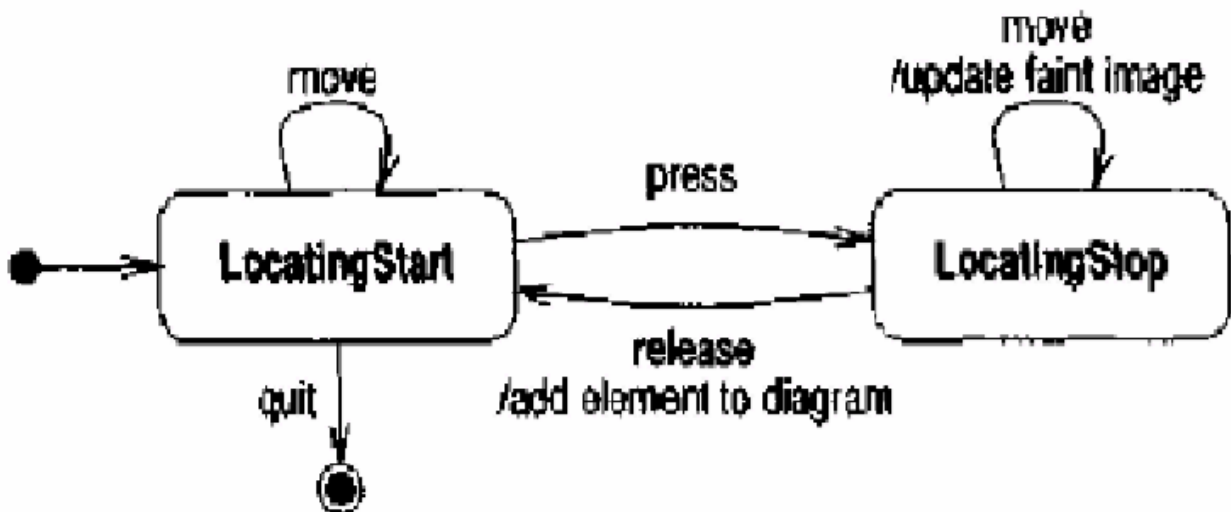 move
move
/update faint image
press
LocatingStart
LocatingStop
release
/add element to diagram
quit